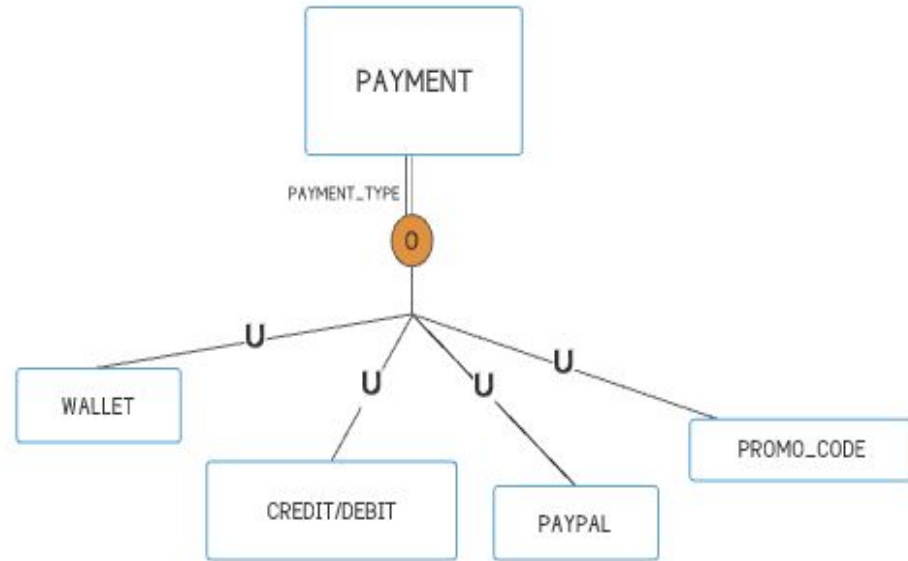 PAYMENT
PAYMENT_TYPE
O
U
U
U
U
WALLET
PROMO_CODE
CREDIT/DEBIT
PAYPAL